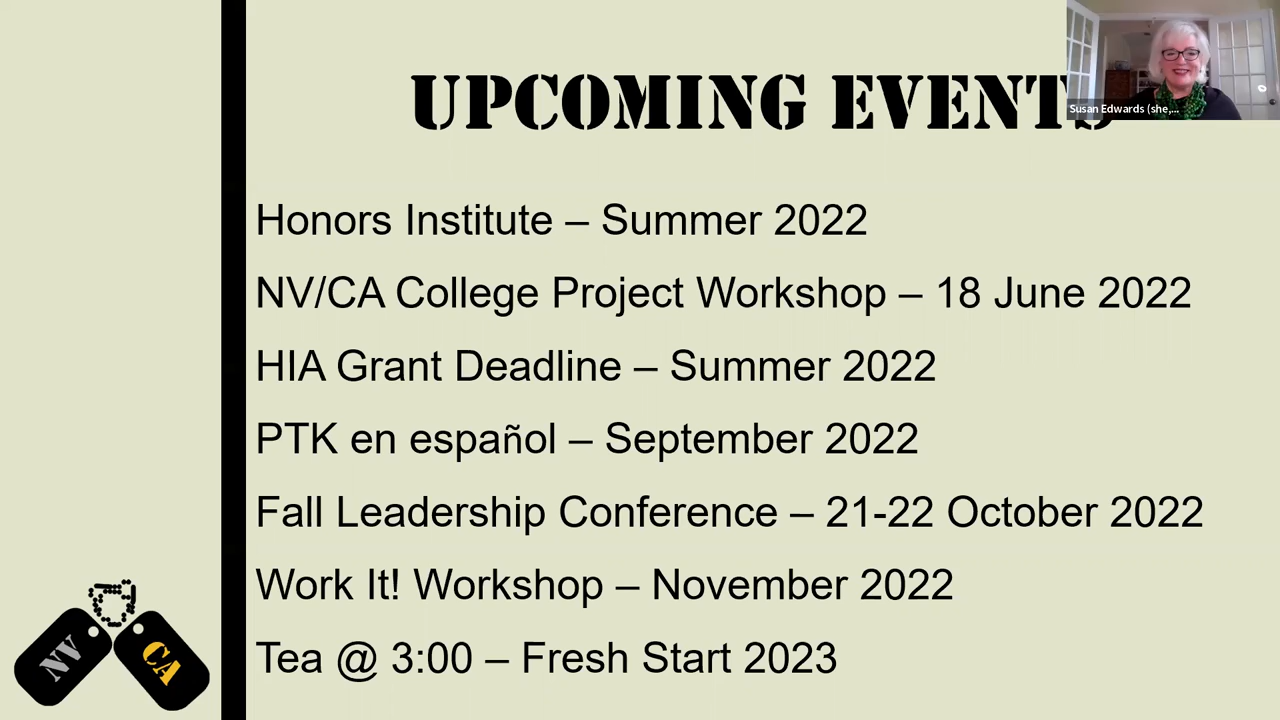 UPCOMING EVENTS
Susan Edwards (she,...
Honors Institute – Summer 2022
NV/CA College Project Workshop – 18 June 2022
HIA Grant Deadline – Summer 2022
PTK en español – September 2022
Fall Leadership Conference – 21-22 October 2022
Work It! Workshop – November 2022
Tea @ 3:00 – Fresh Start 2023
NV
CA